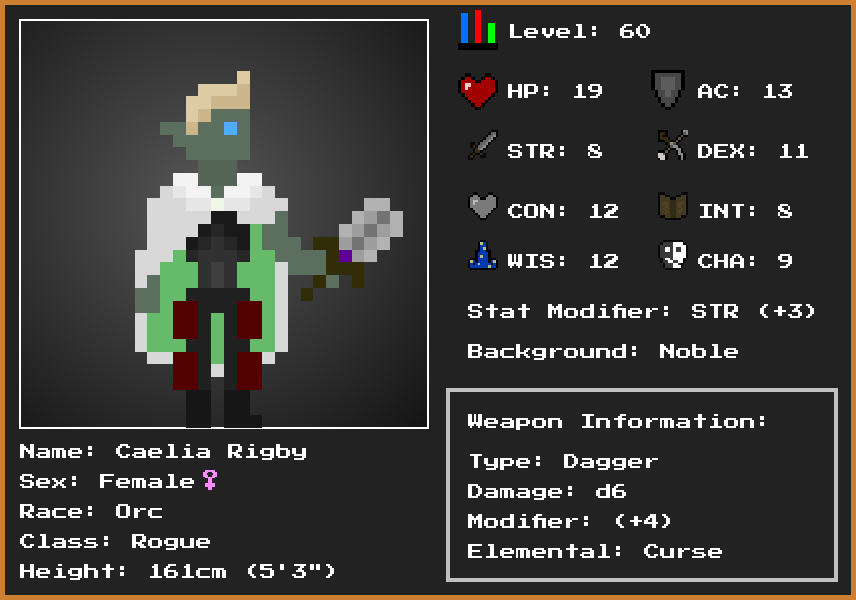 Level: 60
HP: 19
AC: 13
STR: 8
DEX: 11
CON: 12
INT: 8
WIS: 12
CHA: 9
Stat Modifier: STR (+3)
Background: Noble
Weapon Information:
Type: Dagger
Damage: d6
Modifier: (+4)
Elemental: Curse
Name: Caelia Rigby
Sex: Female♀
Race: Orc
Class: Rogue
Height: 161cm (5'3")